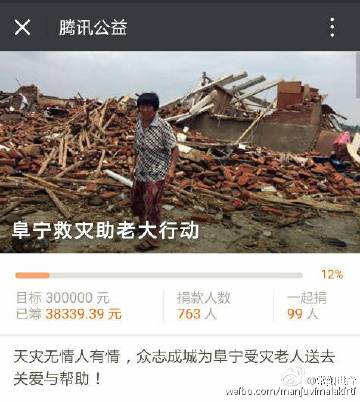 腾讯公益
阜宁救灾助老大行动
12%
目标 300000 元
捐款人数
一起捐
已筹 38339.39 元
763 人
99 人
天灾无情人有情，众志成城为阜宁受灾老人送去
关爱与帮助！
weibo.com/manjuvimalakirti